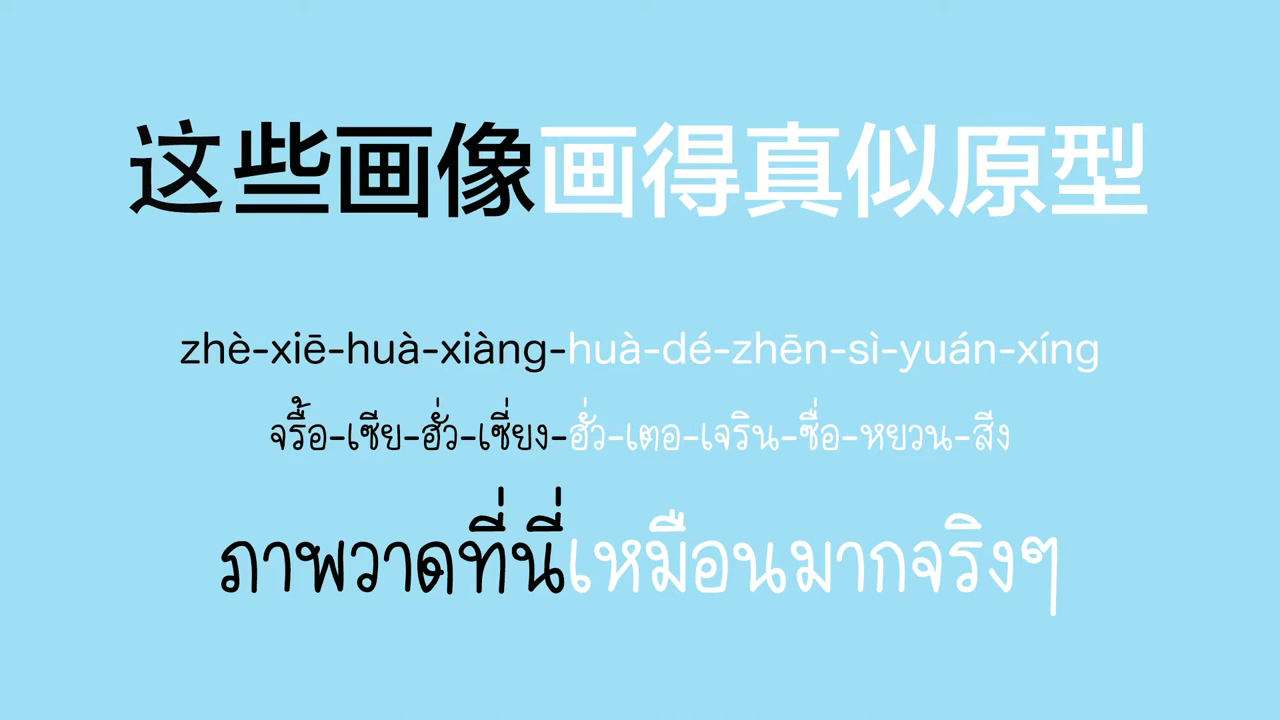 这些画像画得真似原型
zhè-xiē-huà-xiàng-huà-dé-zhēn-sì-yuán-xíng
จรื้อ-เซีย-ฮั่ว-เซี่ยง-ฮั่ว-เตอ-เจริน-ซื่อ-หยวน-สีง
ภาพวาดที่นี่เหมือนมากจริงๆ